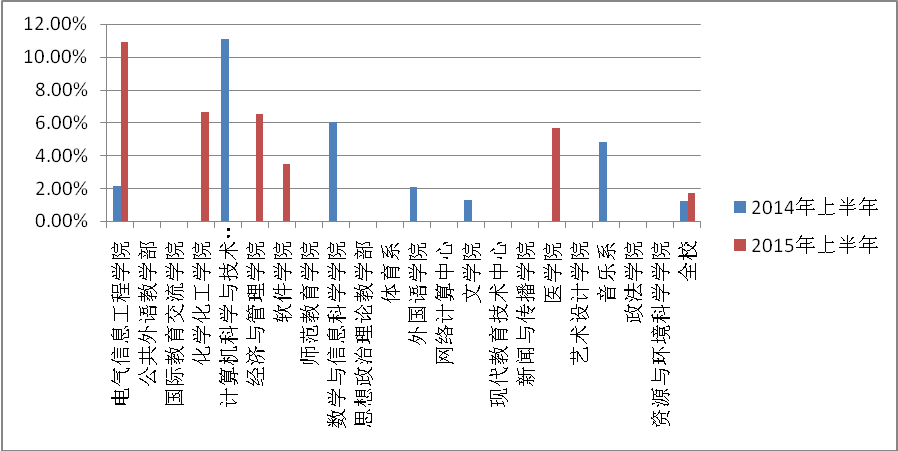 12.00%
10.00%
8.00%
6.00%
4.00%
2.00%
0.00%
电气信息工程学院
公共外语教学部
国际教育交流学院
化学化工学院
计算机科学与技术…
经济与管理学院
软件学院
师范教育学院
数学与信息科学学院
思想政治理论教学部
体育系
外国语学院
网络计算中心
文学院
现代教育技术中心
新闻与传播学院
医学院
艺术设计学院
音乐系
政法学院
资源与环境科学学院
全校
2014年上半年
2015年上半年